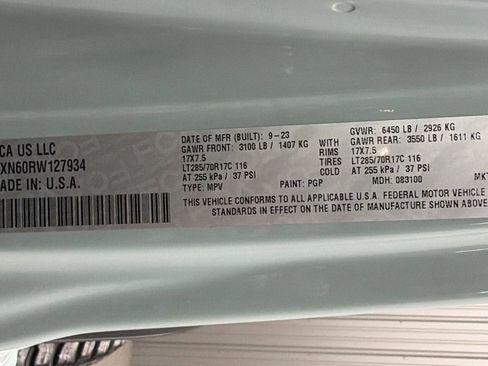 CA US LLC
XN60RW127934
MADE IN: U.S.A.
DATE OF MFR (BUILT): 9-23
GAWR FRONT: 3100 LB / 1407 KG
17X7.5
LT285/70R17C 116
AT 255 kPa / 37 PSI
TYPE: MPV
PAINT: PGP
WITH
RIMS
TIRES
COLD
GVWR: 6450 LB / 2926 KG
GAWR REAR: 3550 LB / 1611 KG
17X7.5
LT285/70R17C 116
AT 255 kPa / 37 PSI
MDH: 083100
MKT
THIS VEHICLE CONFORMS TO ALL APPLICABLE U.S.A. FEDERAL MOTOR VEHICLE
STANDARDS IN EFFECT ON THE DATE OF MANUFACTURE SHOWN ABOVE